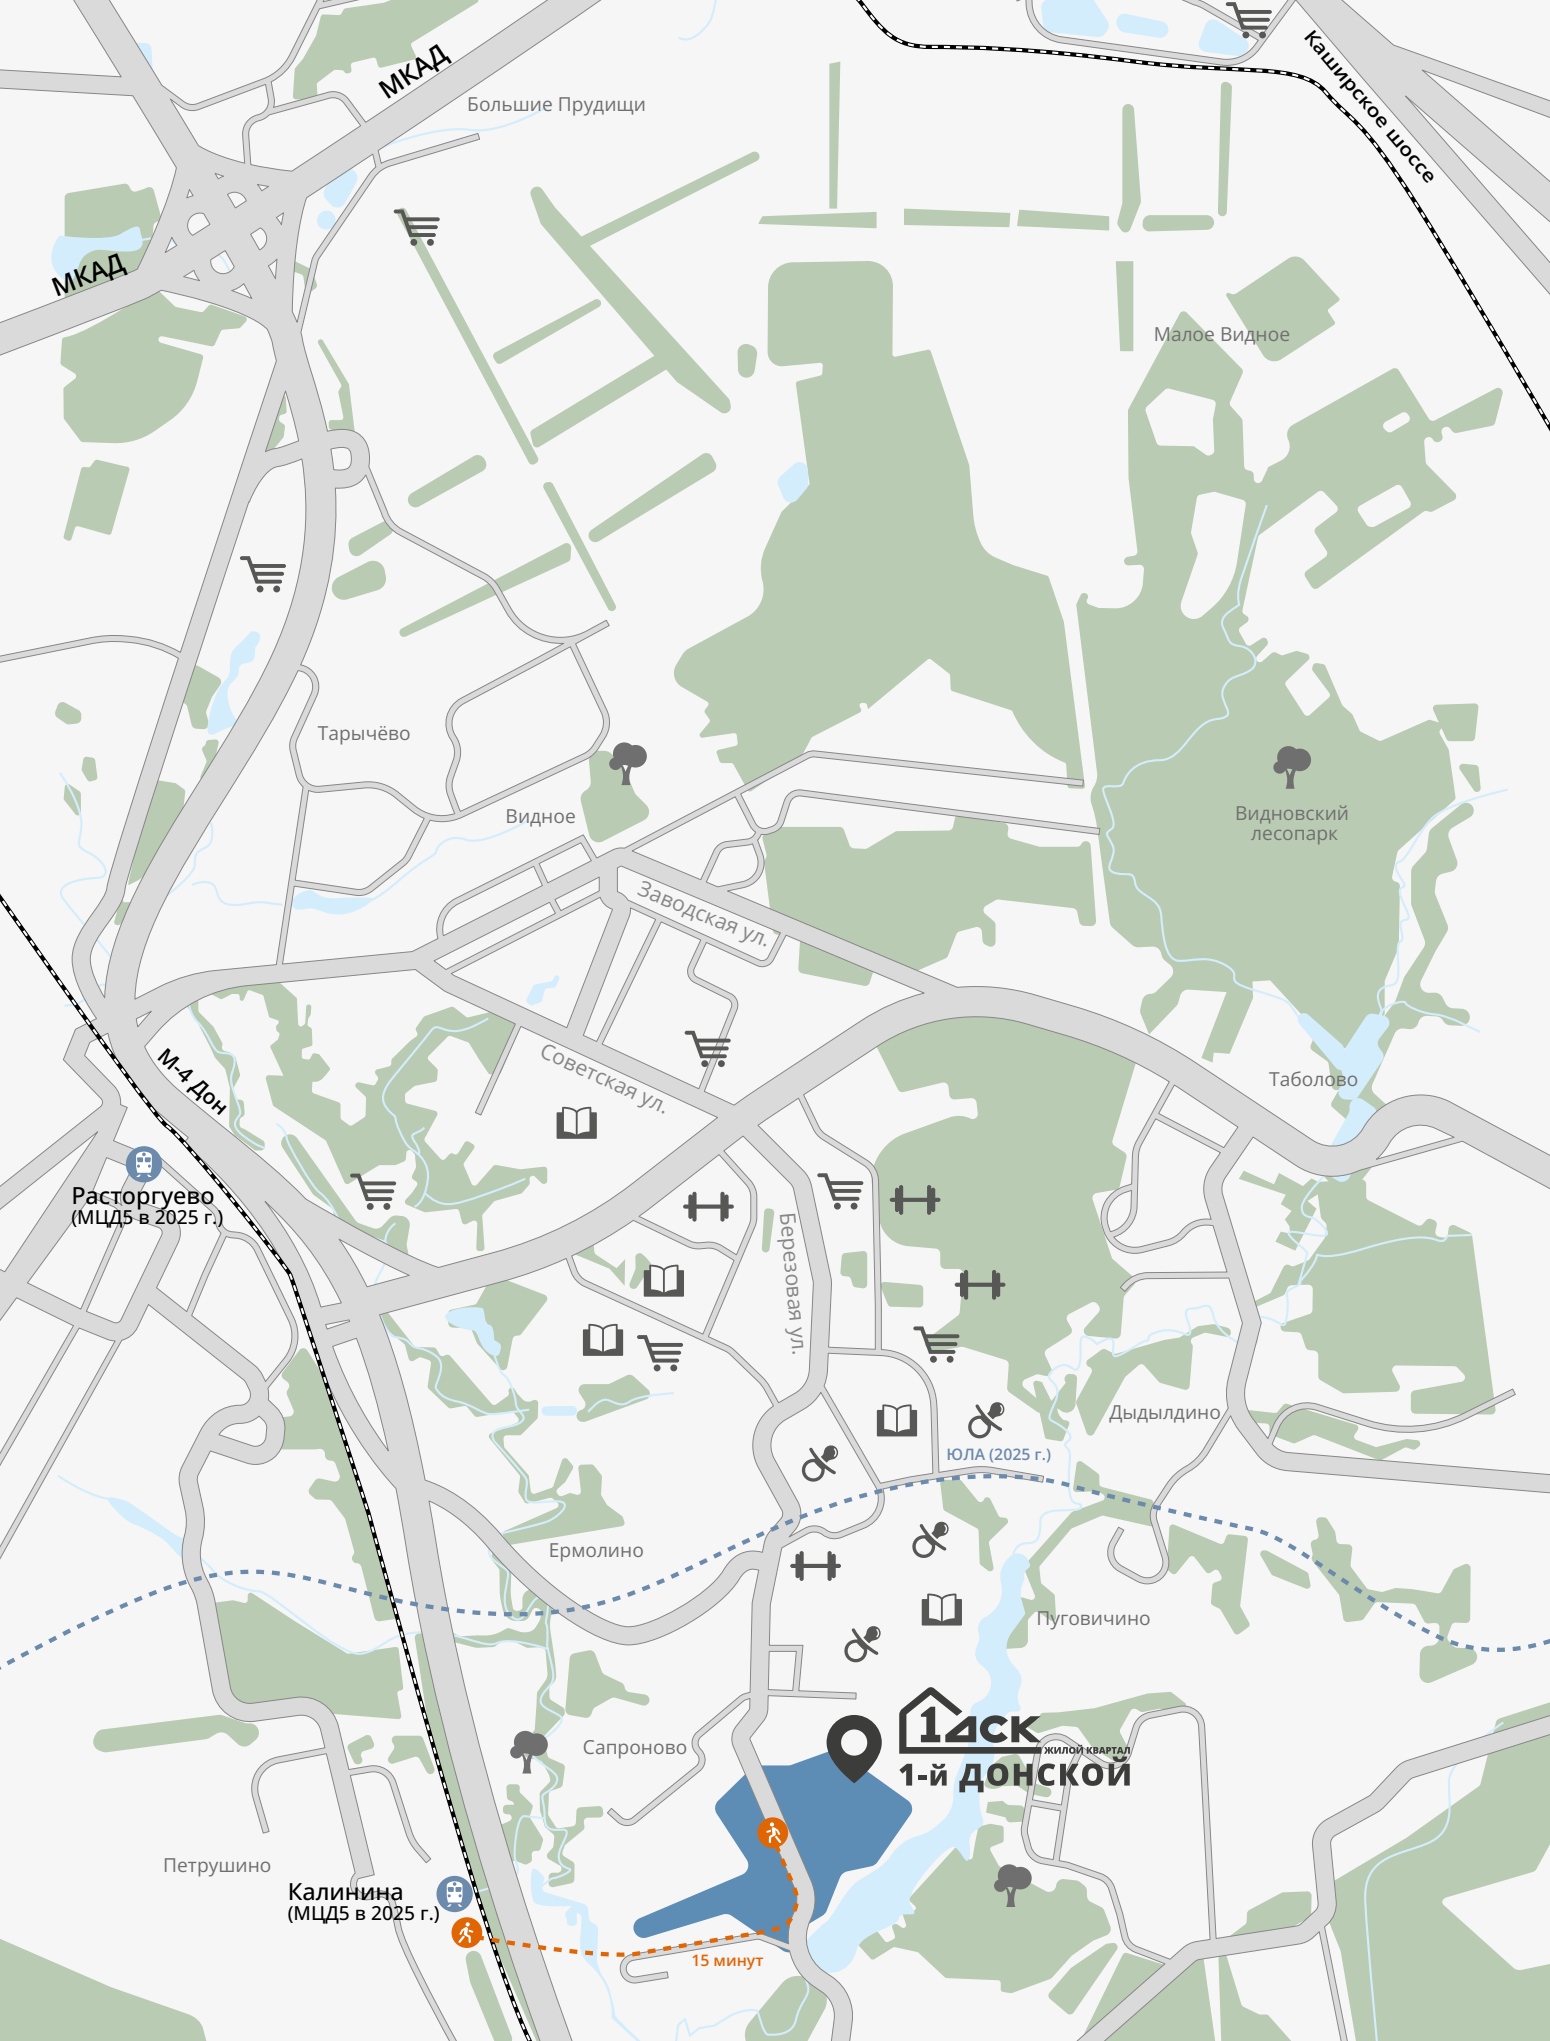 МКАД
Большие Прудищи
Каширское шоссе
МКАД
Малое Видное
Тарычёво
Видное
Видновский
лесопарк
Заводская ул.
Советская ул.
М-4 Дон
Таболово
Расторгуево
(МЦД5 в 2025 г.)
Березовая ул.
Дыдылдино
ЮЛА (2025 г.)
Ермолино
Пуговичино
1ДСК
Сапроново
ЖИЛОЙ КВАРТАЛ
1-й ДОНСКОЙ
Петрушино
Калинина
(МЦД5 в 2025 г.)
15 минут